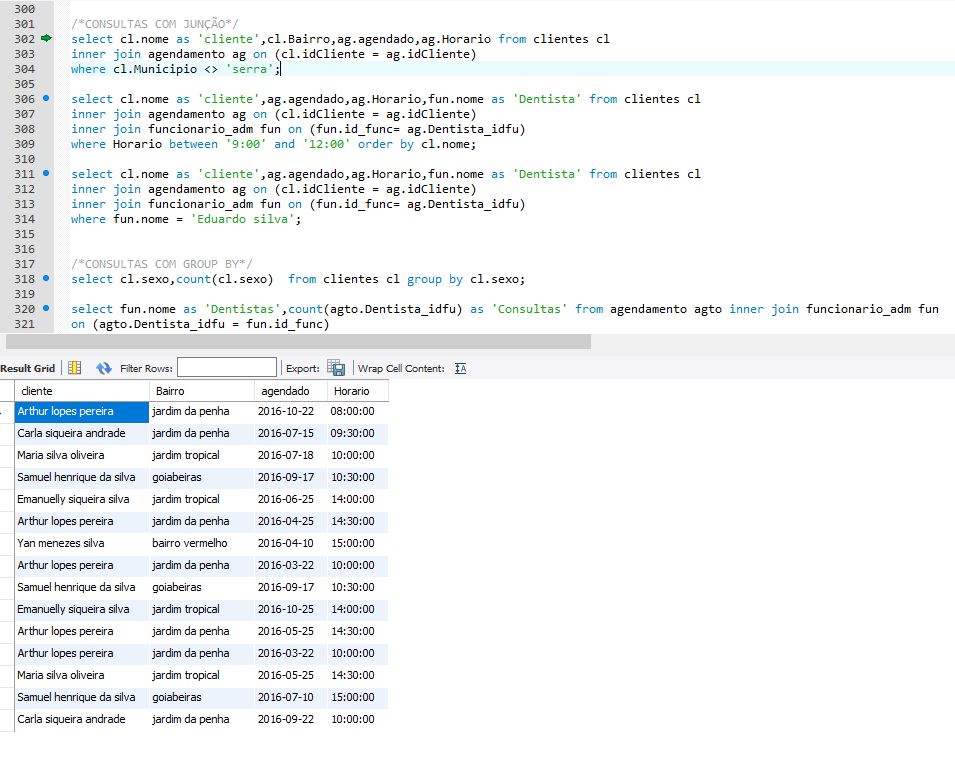 300
301 /*CONSULTAS COM JUNÇÃO*/
302 select cl.nome as 'cliente',cl.Bairro,ag.agendado,ag.Horario from clientes cl
303 inner join agendamento ag on (cl.idCliente = ag.idCliente)
304 where cl.Municipio <> 'serra';
305
306 select cl.nome as 'cliente',ag.agendado,ag.Horario,fun.nome as 'Dentista' from clientes cl
307 inner join agendamento ag on (cl.idCliente = ag.idCliente)
308 inner join funcionario_adm fun on (fun.id_func= ag.Dentista_idfu)
309 where Horario between '9:00' and '12:00' order by cl.nome;
310
311 select cl.nome as 'cliente',ag.agendado,ag.Horario,fun.nome as 'Dentista' from clientes cl
312 inner join agendamento ag on (cl.idCliente = ag.idCliente)
313 inner join funcionario_adm fun on (fun.id_func= ag.Dentista_idfu)
314 where fun.nome = 'Eduardo silva';
315
316
317 /*CONSULTAS COM GROUP BY*/
318 select cl.sexo,count(cl.sexo)  from clientes cl group by cl.sexo;
319
320 select fun.nome as 'Dentistas',count(agto.Dentista_idfu) as 'Consultas' from agendamento agto inner join funcionario_adm fun
321 on (agto.Dentista_idfu = fun.id_func)
Result Grid Filter Rows: Export: Wrap Cell Content:
cliente Bairro agendado Horario
Arthur lopes pereira jardim da penha 2016-10-22 08:00:00
Carla siqueira andrade jardim da penha 2016-07-15 09:30:00
Maria silva oliveira jardim tropical 2016-07-18 10:00:00
Samuel henrique da silva goiabeiras 2016-09-17 10:30:00
Emanuelly siqueira silva jardim tropical 2016-06-25 14:00:00
Arthur lopes pereira jardim da penha 2016-04-25 14:30:00
Yan menezes silva bairro vermelho 2016-04-10 15:00:00
Arthur lopes pereira jardim da penha 2016-03-22 10:00:00
Samuel henrique da silva goiabeiras 2016-09-17 10:30:00
Emanuelly siqueira silva jardim tropical 2016-10-25 14:00:00
Arthur lopes pereira jardim da penha 2016-05-25 14:30:00
Arthur lopes pereira jardim da penha 2016-03-22 10:00:00
Maria silva oliveira jardim tropical 2016-05-25 14:30:00
Samuel henrique da silva goiabeiras 2016-07-10 15:00:00
Carla siqueira andrade jardim da penha 2016-09-22 10:00:00